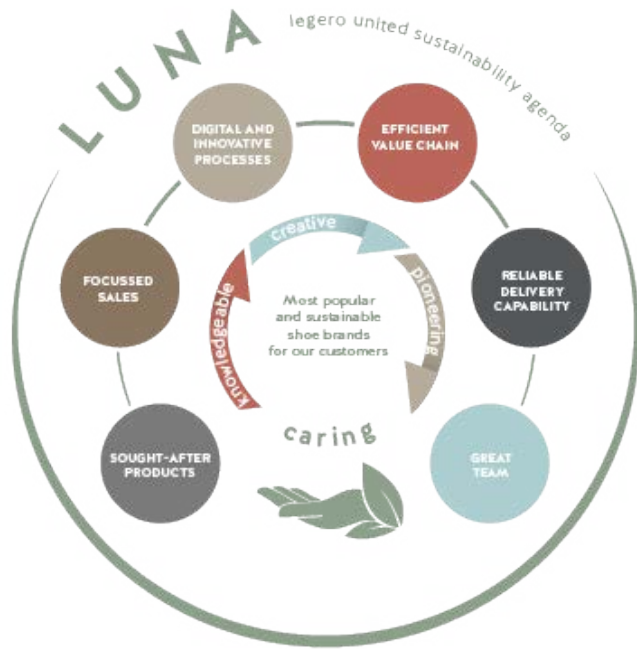 LUNA
legero united sustainability agenda
DIGITAL AND
INNOVATIVE
PROCESSES
EFFICIENT
VALUE CHAIN
FOCUSSED
SALES
RELIABLE
DELIVERY
CAPABILITY
SOUGHT-AFTER
PRODUCTS
GREAT
TEAM
knowledgeable
creative
pioneering
Most popular
and sustainable
shoe brands
for our customers
caring